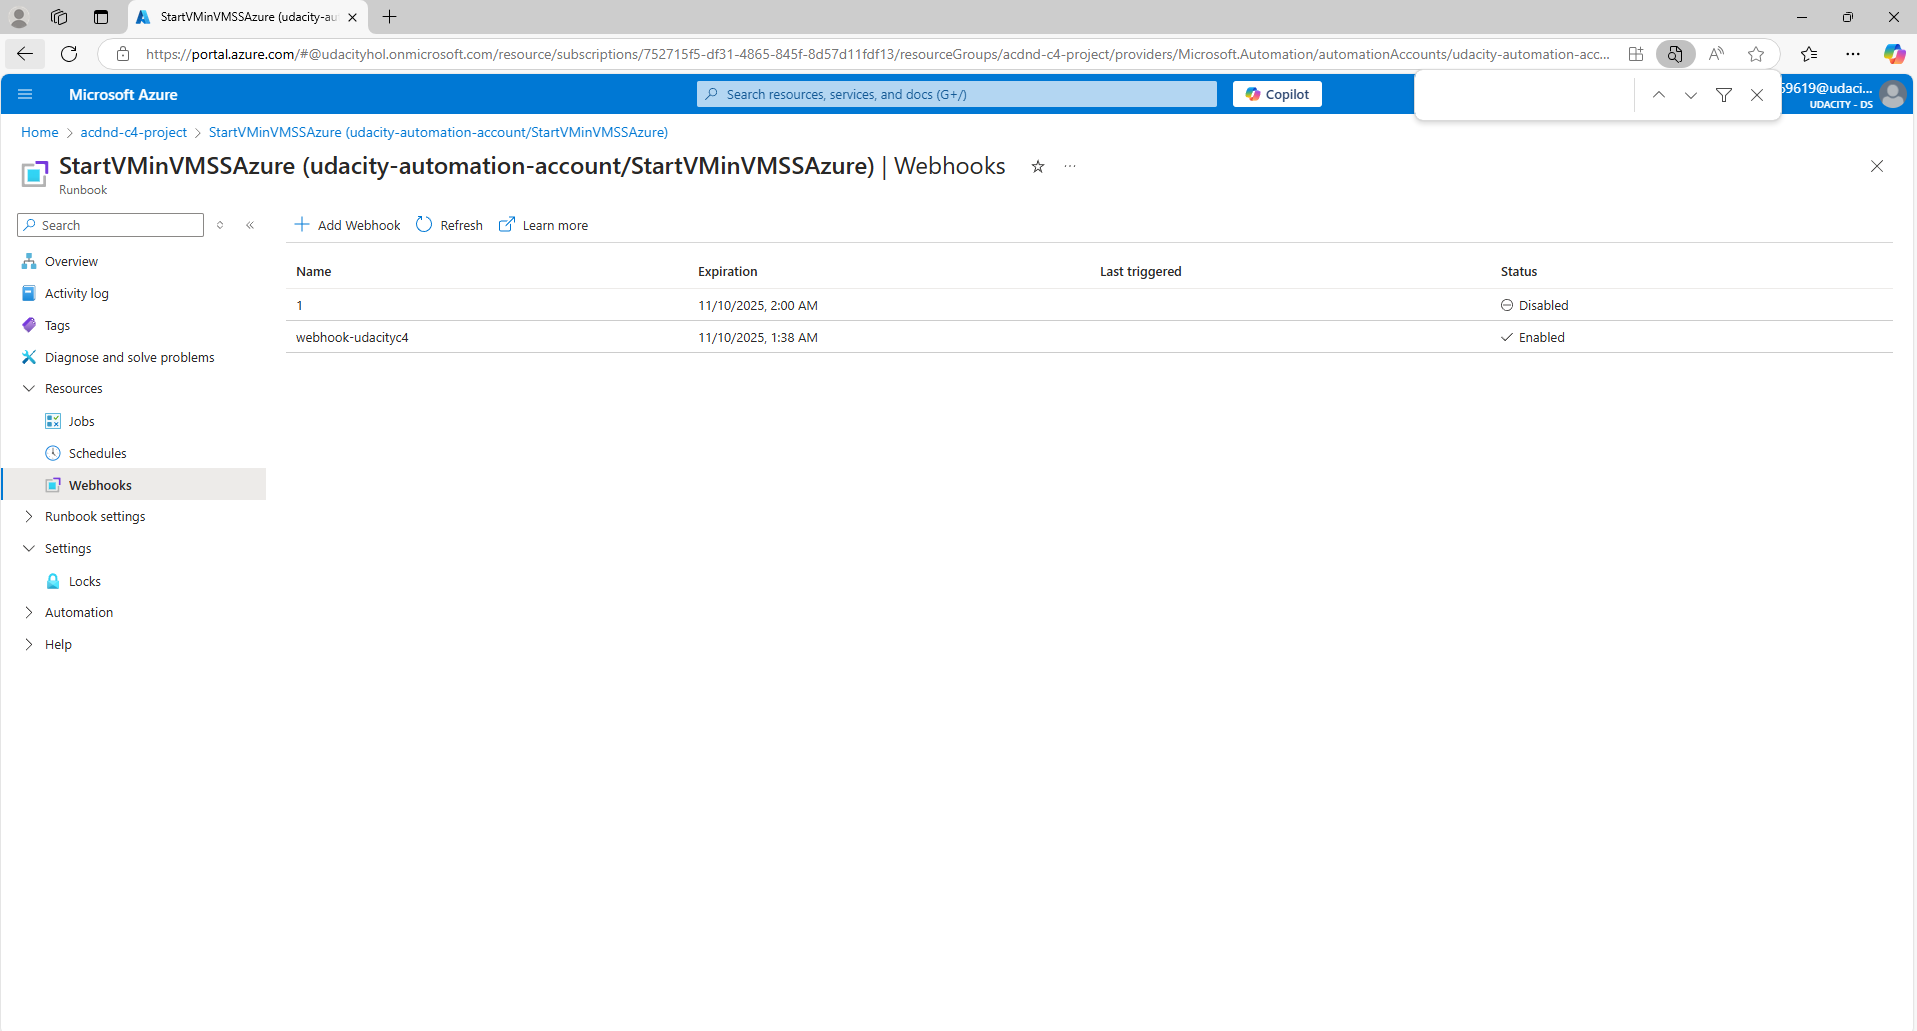 StartVMinVMSSAzure (udacity-au
https://portal.azure.com/#@udacityhol.onmicrosoft.com/resource/subscriptions/752715f5-df31-4865-845f-8d57d11fdf13/resourceGroups/acdnd-c4-project/providers/Microsoft.Automation/automationAccounts/udacity-automation-acc...
Microsoft Azure
Search resources, services, and docs (G+/)
Copilot
59619@udaci...
UDACITY - DS
Home > acdnd-c4-project > StartVMinVMSSAzure (udacity-automation-account/StartVMinVMSSAzure)
StartVMinVMSSAzure (udacity-automation-account/StartVMinVMSSAzure) | Webhooks
Runbook
Search
Add Webhook Refresh Learn more
Overview
Activity log
Tags
Diagnose and solve problems
Resources
Jobs
Schedules
Webhooks
Runbook settings
Settings
Locks
Automation
Help
Name Expiration Last triggered Status
1 11/10/2025, 2:00 AM Disabled
webhook-udacityc4 11/10/2025, 1:38 AM Enabled